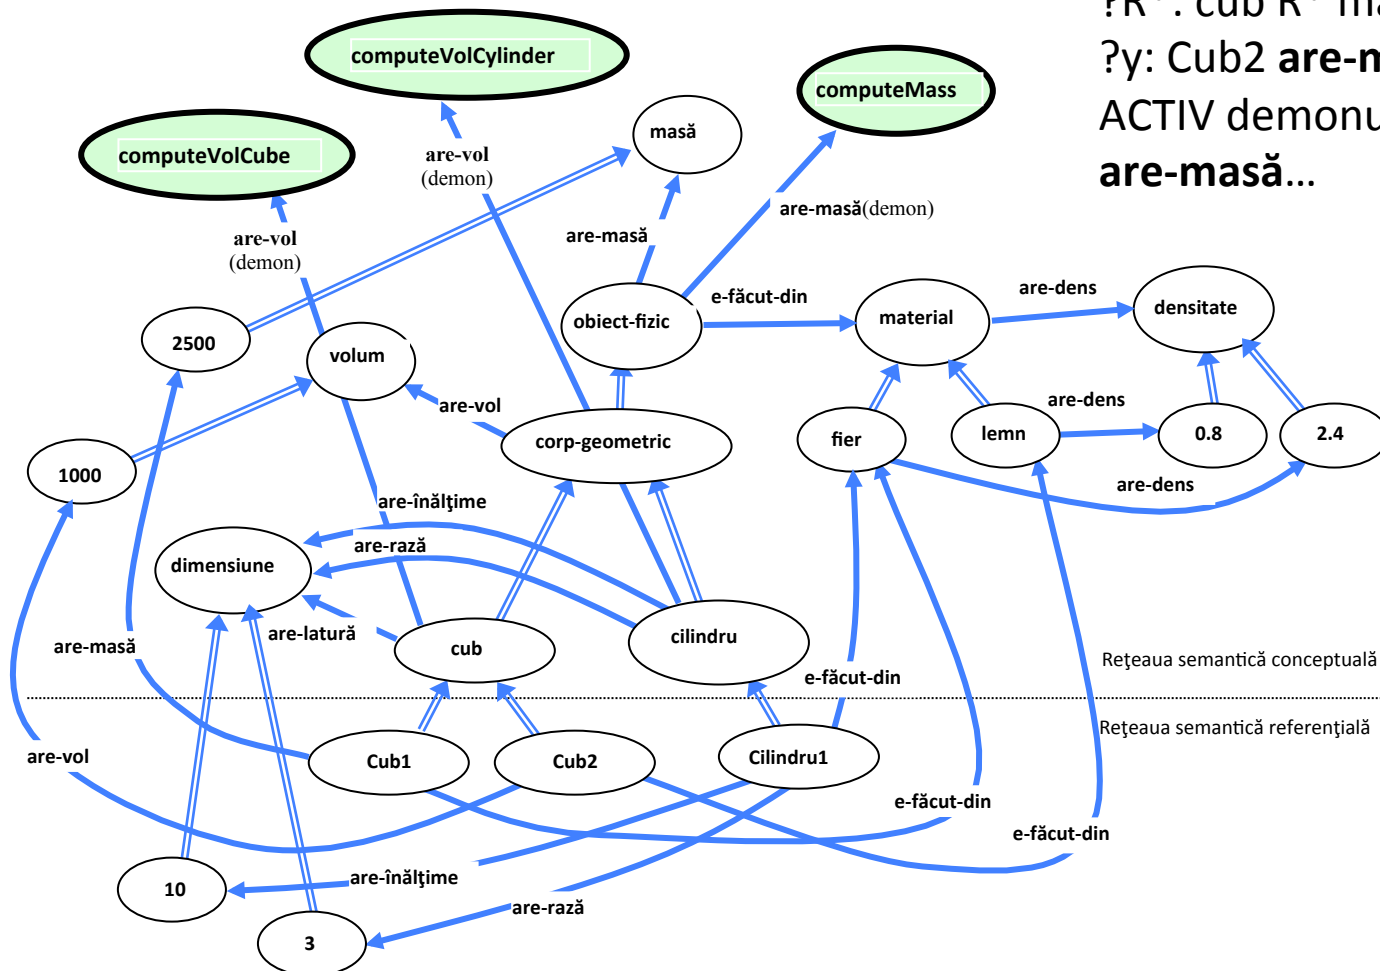 ?R*: cub R*
computeVolCylinder
?y: Cub2 are-m
computeMass
ACTIV demonu
masă
computeVolCube
are-vol
(demon)
are-masă...
are-masă(demon)
are-vol
(demon)
are-masă
e-făcut-din
are-dens
obiect-fizic
material
densitate
2500
volum
are-vol
are-dens
corp-geometric
fier
lemn
0.8
2.4
1000
are-dens
are-înălţime
are-rază
dimensiune
are-latură
cilindru
are-masă
cub
Reţeaua semantică conceptuală
e-făcut-din
Reţeaua semantică referenţială
are-vol
Cub1
Cub2
Cilindru1
e-făcut-din
e-făcut-din
10
are-înălţime
are-rază
3